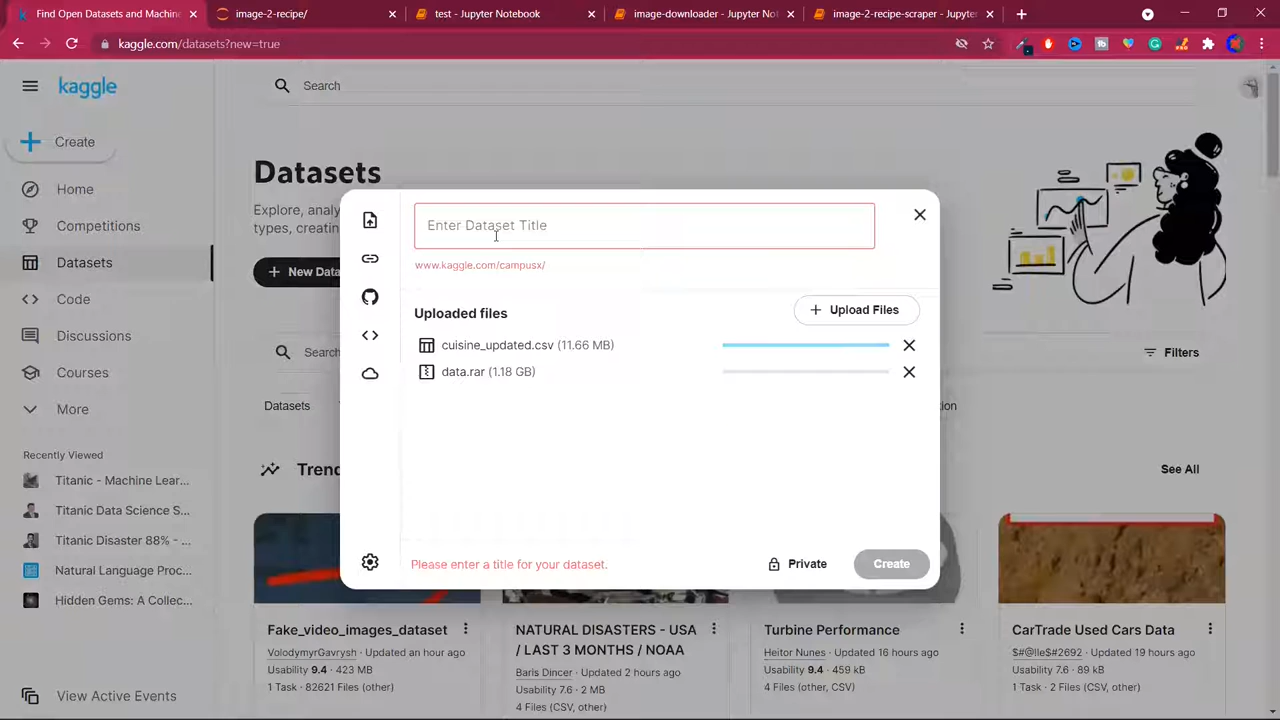 Find Open Datasets and Machine
image-2-recipe/
test - Jupyter Notebook
image-downloader - Jupyter Not
image-2-recipe-scraper - Jupyter
kaggle.com/datasets?new=true
kaggle
Search
Create
Home
Competitions
Datasets
Code
Discussions
Courses
More
Recently Viewed
Titanic - Machine Lear...
Titanic Data Science S...
Titanic Disaster 88% - ...
Natural Language Proc...
Hidden Gems: A Collec...
View Active Events
Datasets
Explore, analy
types, creatin
New Data
Search
Filters
Datasets
Trend
See All
Enter Dataset Title
www.kaggle.com/campusx/
Uploaded files
Upload Files
cuisine_updated.csv (11.66 MB)
data.rar (1.18 GB)
Please enter a title for your dataset.
Private
Create
Fake_video_images_dataset
VolodymyrGavrysh · Updated an hour ago
Usability 9.4 · 423 MB
1 Task · 82621 Files (other)
NATURAL DISASTERS - USA
/ LAST 3 MONTHS / NOAA
Baris Dincer · Updated 2 hours ago
Usability 7.6 · 2 MB
4 Files (CSV, other)
Turbine Performance
Heitor Nunes · Updated 16 hours ago
Usability 9.4 · 459 kB
4 Files (other, CSV)
CarTrade Used Cars Data
$#@!!e$#2692 · Updated 19 hours ago
Usability 7.6 · 89 kB
1 Task · 2 Files (CSV, other)